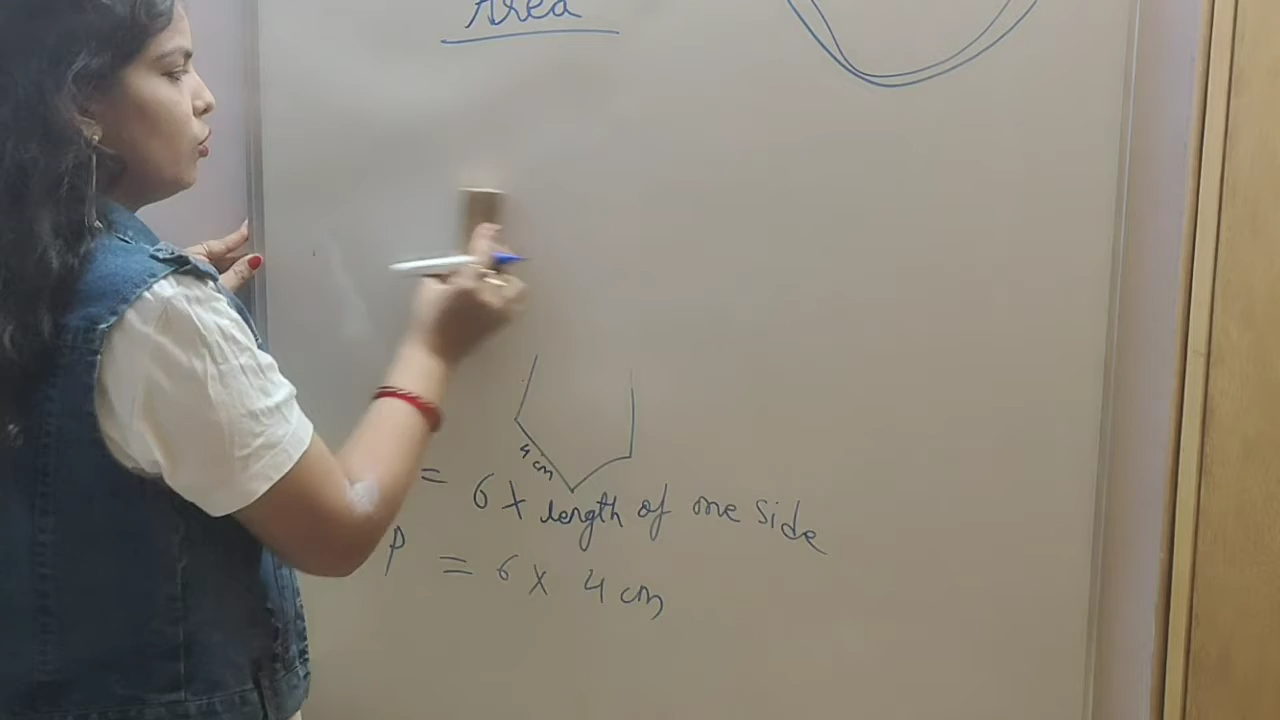 Area
4 cm
= 6 x length of one side
P = 6 x 4 cm